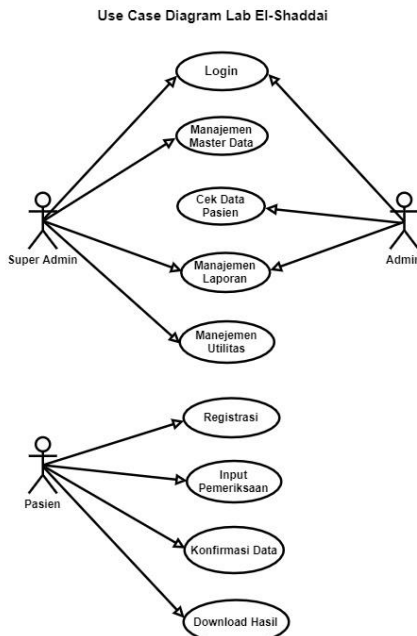 Use Case Diagram Lab El-Shaddai
Login
Manajemen
Master Data
Cek Data
Pasien
Super Admin
Admin
Manajemen
Laporan
Manejemen
Utilitas
Registrasi
Input
Pemeriksaan
Pasien
Konfirmasi Data
Download Hasil